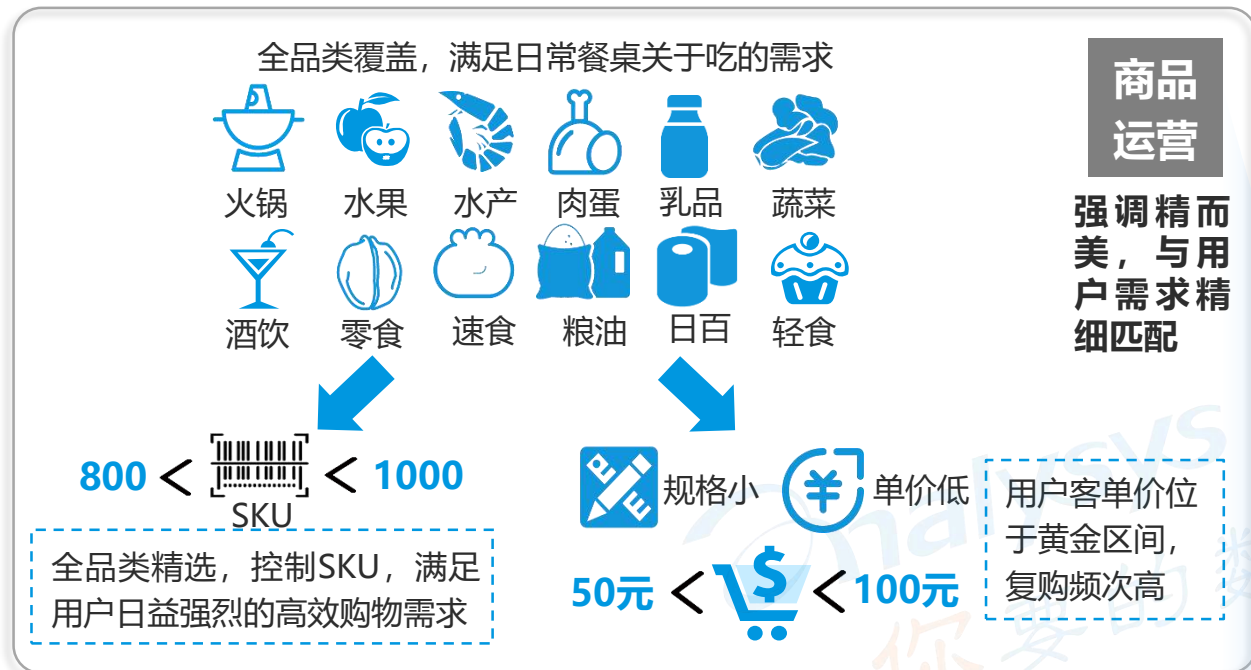 全品类覆盖，满足日常餐桌关于吃的需求
商品
运营
强调精而
美，与用
户需求精
细匹配
火锅 水果 水产 肉蛋 乳品 蔬菜
酒饮 零食 速食 粮油 日百 轻食
800 < SKU < 1000
全品类精选，控制SKU，满足
用户日益强烈的高效购物需求
规格小 ¥ 单价低
50元 < $ < 100元
用户客单价位
于黄金区间，
复购频次高
nalysys
你要的数